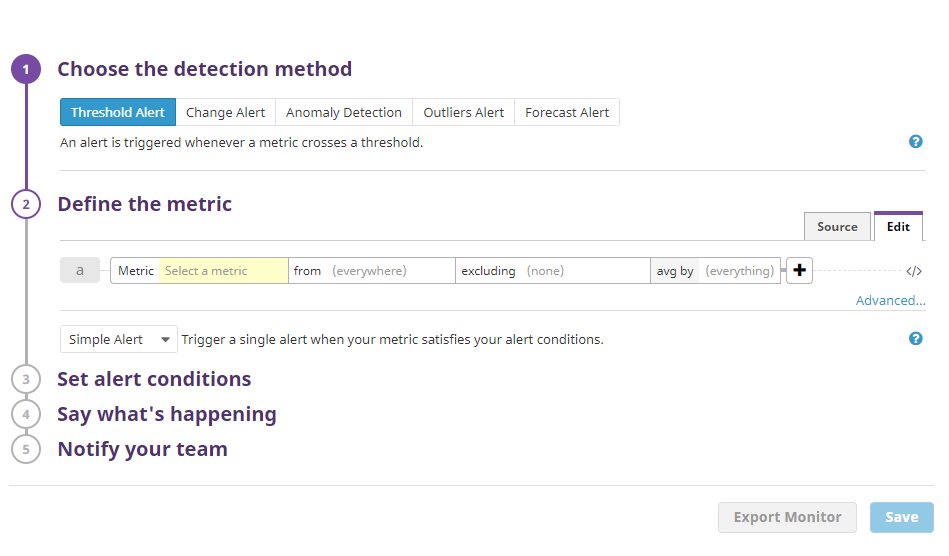 1 Choose the detection method
Threshold Alert Change Alert Anomaly Detection Outliers Alert Forecast Alert
An alert is triggered whenever a metric crosses a threshold. ?
2 Define the metric
Source Edit
a Metric Select a metric from (everywhere) excluding (none) avg by (everything) + </>
Advanced...
Simple Alert Trigger a single alert when your metric satisfies your alert conditions. ?
3 Set alert conditions
4 Say what's happening
5 Notify your team
Export Monitor Save